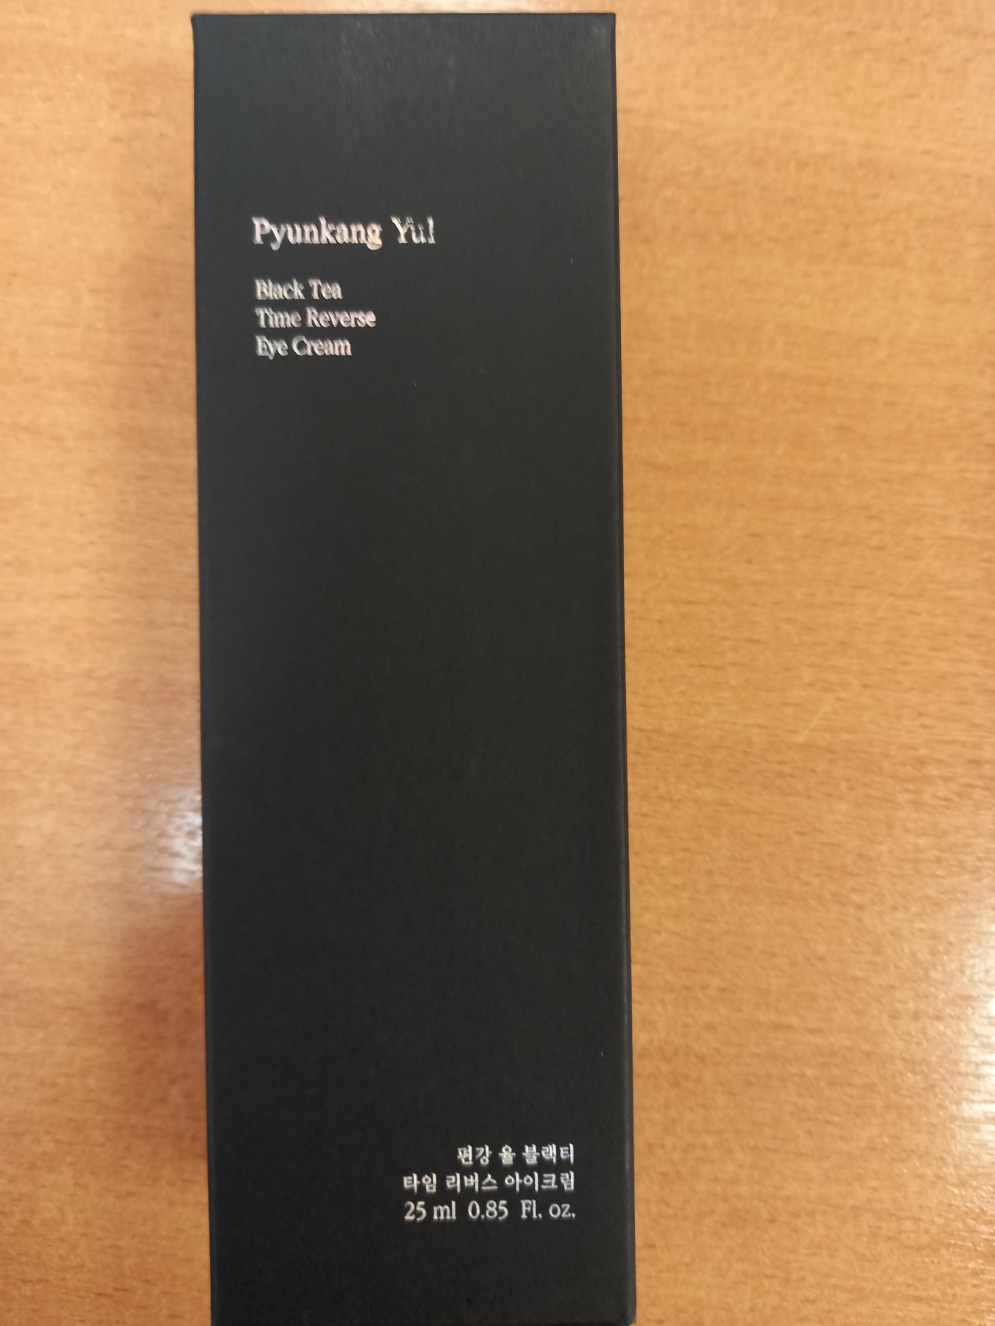 Pyunkang Yul
Black Tea
Time Reverse
Eye Cream
편강 율 블랙티
타임 리버스 아이크림
25 ml 0.85 Fl. oz.